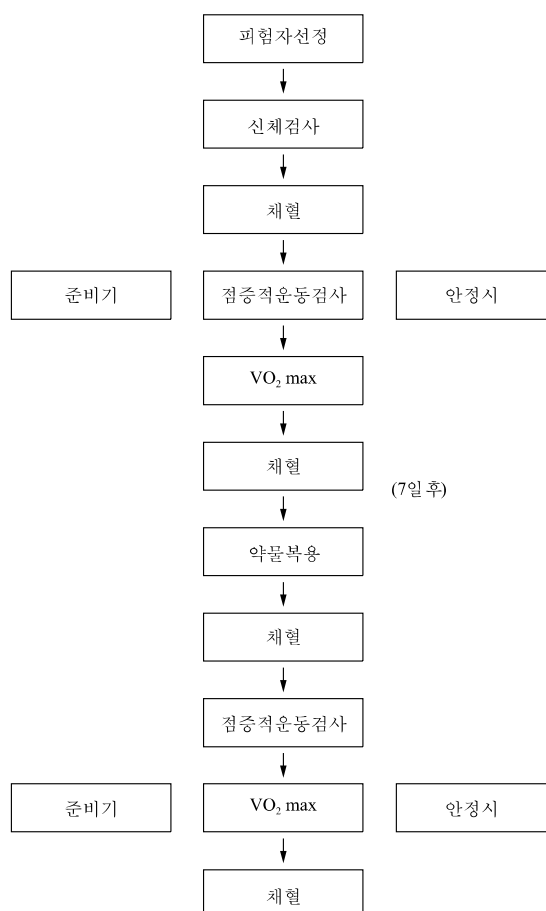 피험자선정
신체검사
채혈
준비기 점증적운동검사 안정시
VO₂ max
채혈
(7일 후)
약물복용
채혈
점증적운동검사
준비기 VO₂ max 안정시
채혈